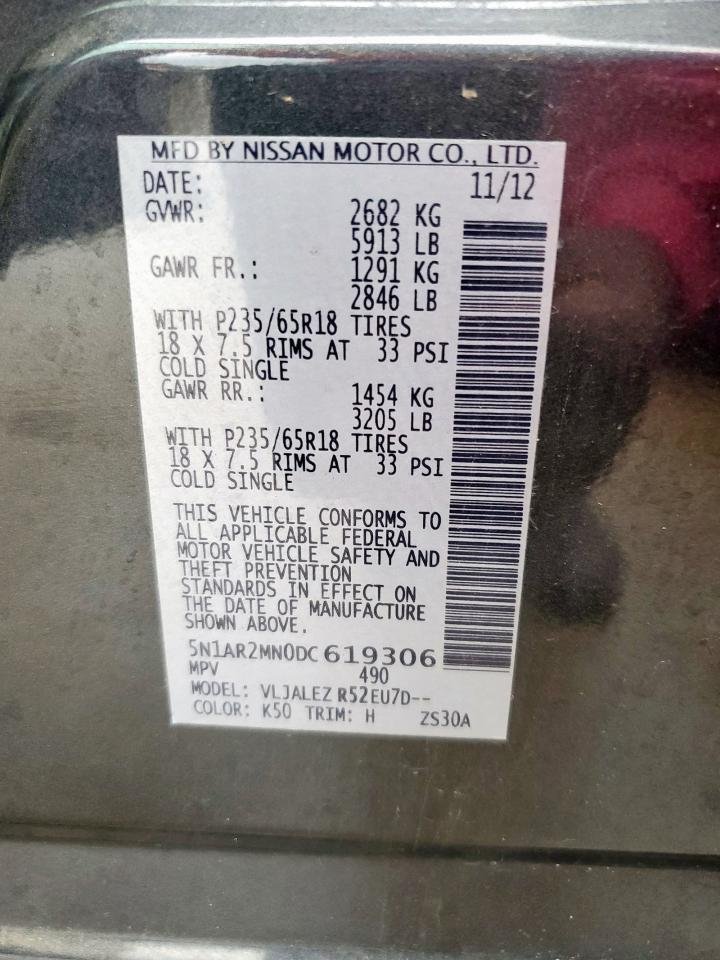 MFD BY NISSAN MOTOR CO., LTD.
DATE: 11/12
GVWR: 2682 KG
5913 LB
GAWR FR.: 1291 KG
2846 LB
WITH P235/65R18 TIRES
18 X 7.5 RIMS AT 33 PSI
COLD SINGLE
GAWR RR.: 1454 KG
3205 LB
WITH P235/65R18 TIRES
18 X 7.5 RIMS AT 33 PSI
COLD SINGLE
THIS VEHICLE CONFORMS TO
ALL APPLICABLE FEDERAL
MOTOR VEHICLE SAFETY AND
THEFT PREVENTION
STANDARDS IN EFFECT ON
THE DATE OF MANUFACTURE
SHOWN ABOVE.
5N1AR2MN0DC619306
MPV 490
MODEL: VLJALEZ R52EU7D--
COLOR: K50 TRIM: H ZS30A